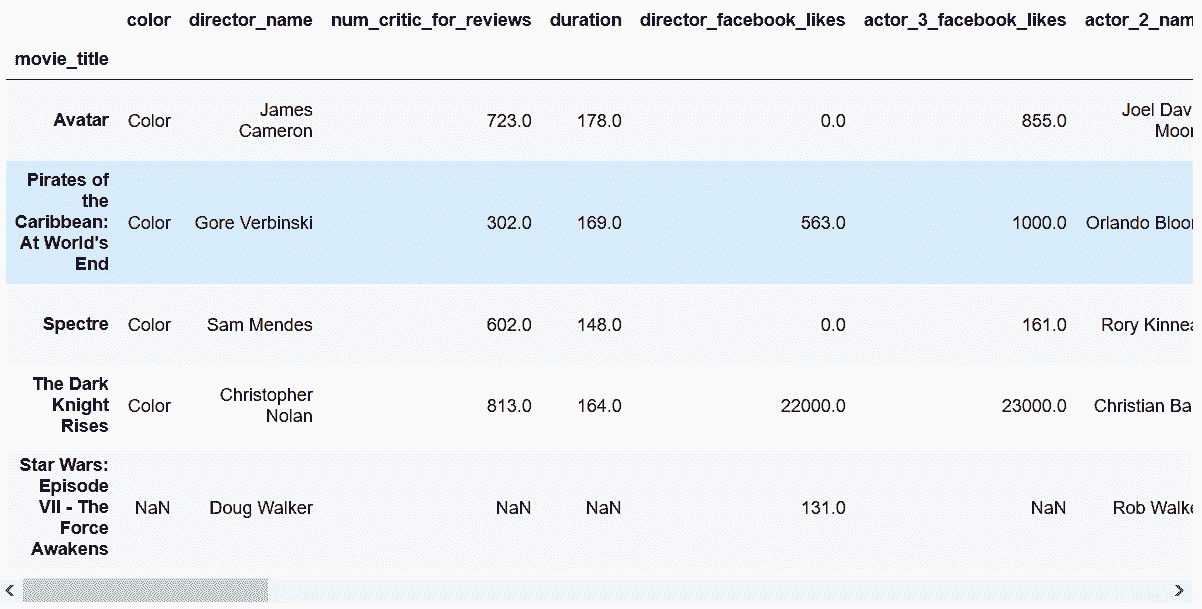 color director_name num_critic_for_reviews duration director_facebook_likes actor_3_facebook_likes actor_2_nam
movie_title
Avatar Color James Cameron 723.0 178.0 0.0 855.0 Joel Dav Moor
Pirates of the Caribbean: At World's End Color Gore Verbinski 302.0 169.0 563.0 1000.0 Orlando Bloor
Spectre Color Sam Mendes 602.0 148.0 0.0 161.0 Rory Kinnea
The Dark Knight Rises Color Christopher Nolan 813.0 164.0 22000.0 23000.0 Christian Ba
Star Wars: Episode VII - The Force Awakens NaN Doug Walker NaN NaN 131.0 NaN Rob Walke